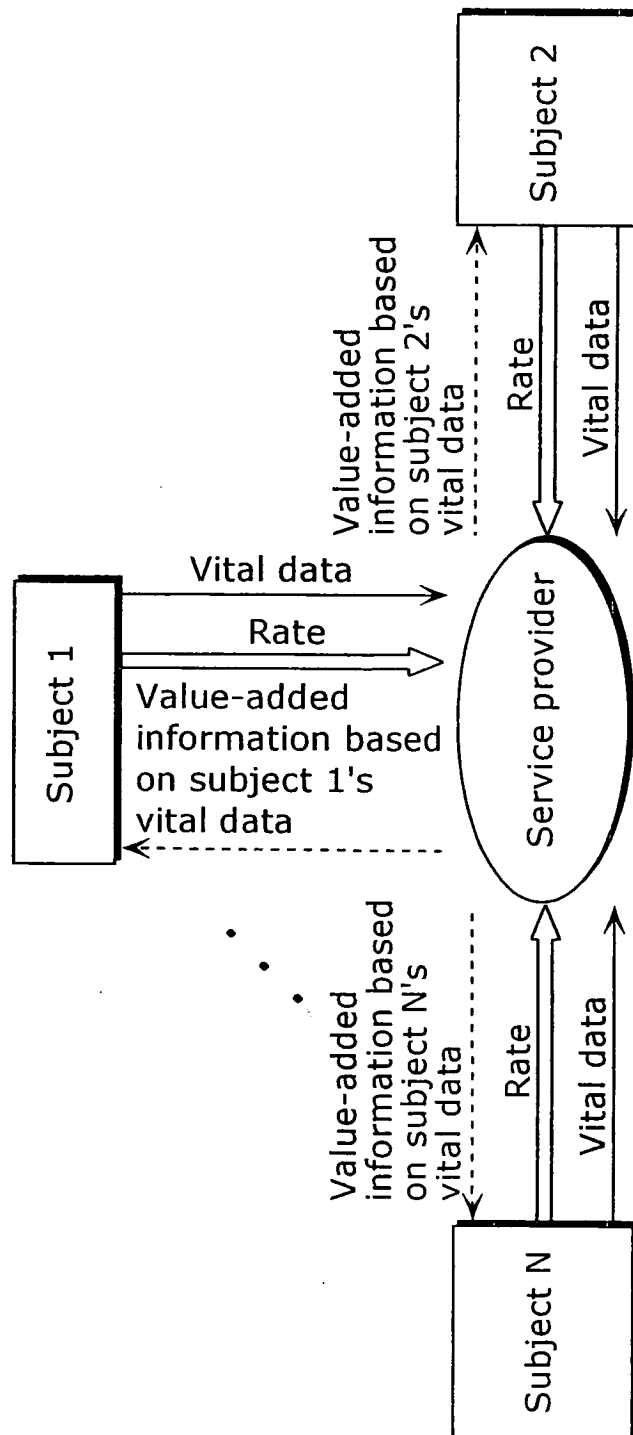 Subject 1
Vital data
Rate
Value-added
information based
on subject 1's
vital data
Subject N
Value-added
information based
on subject N's
vital data
Rate
Vital data
Service provider
Value-added
information based
on subject 2's
vital data
Rate
Vital data
Subject 2